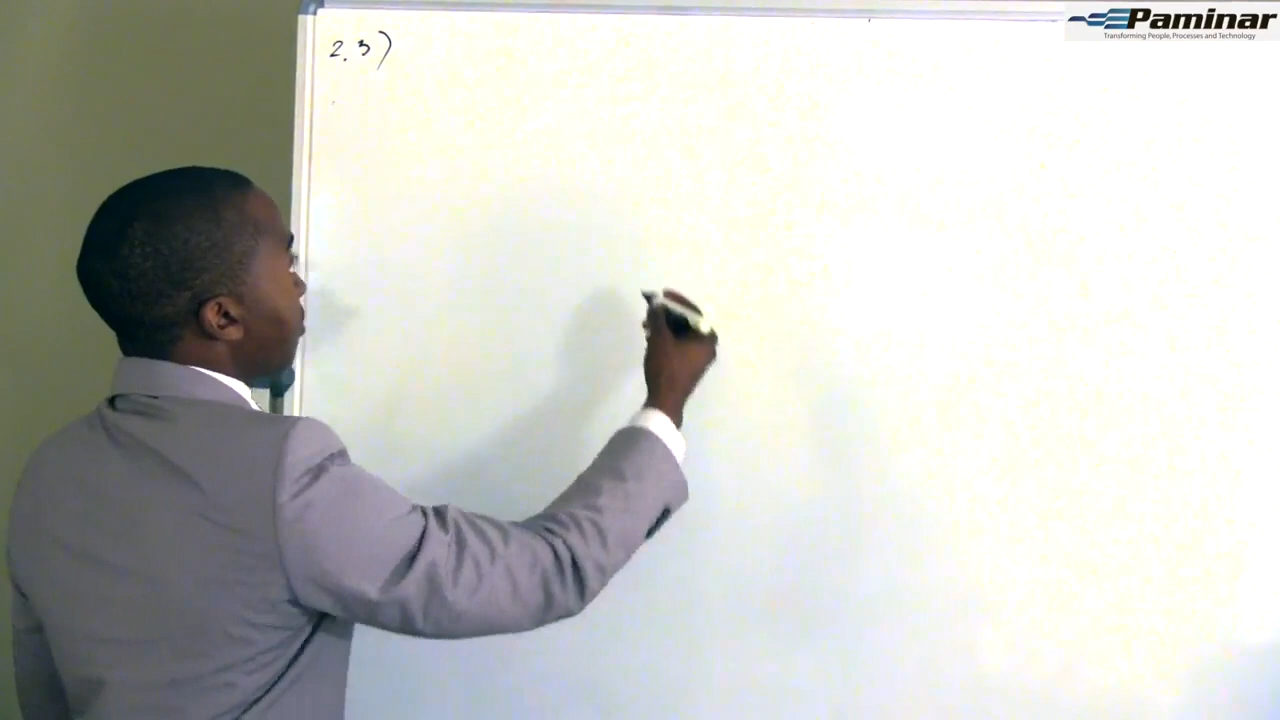 2.3)
Paminar
Transforming People, Processes and Technology